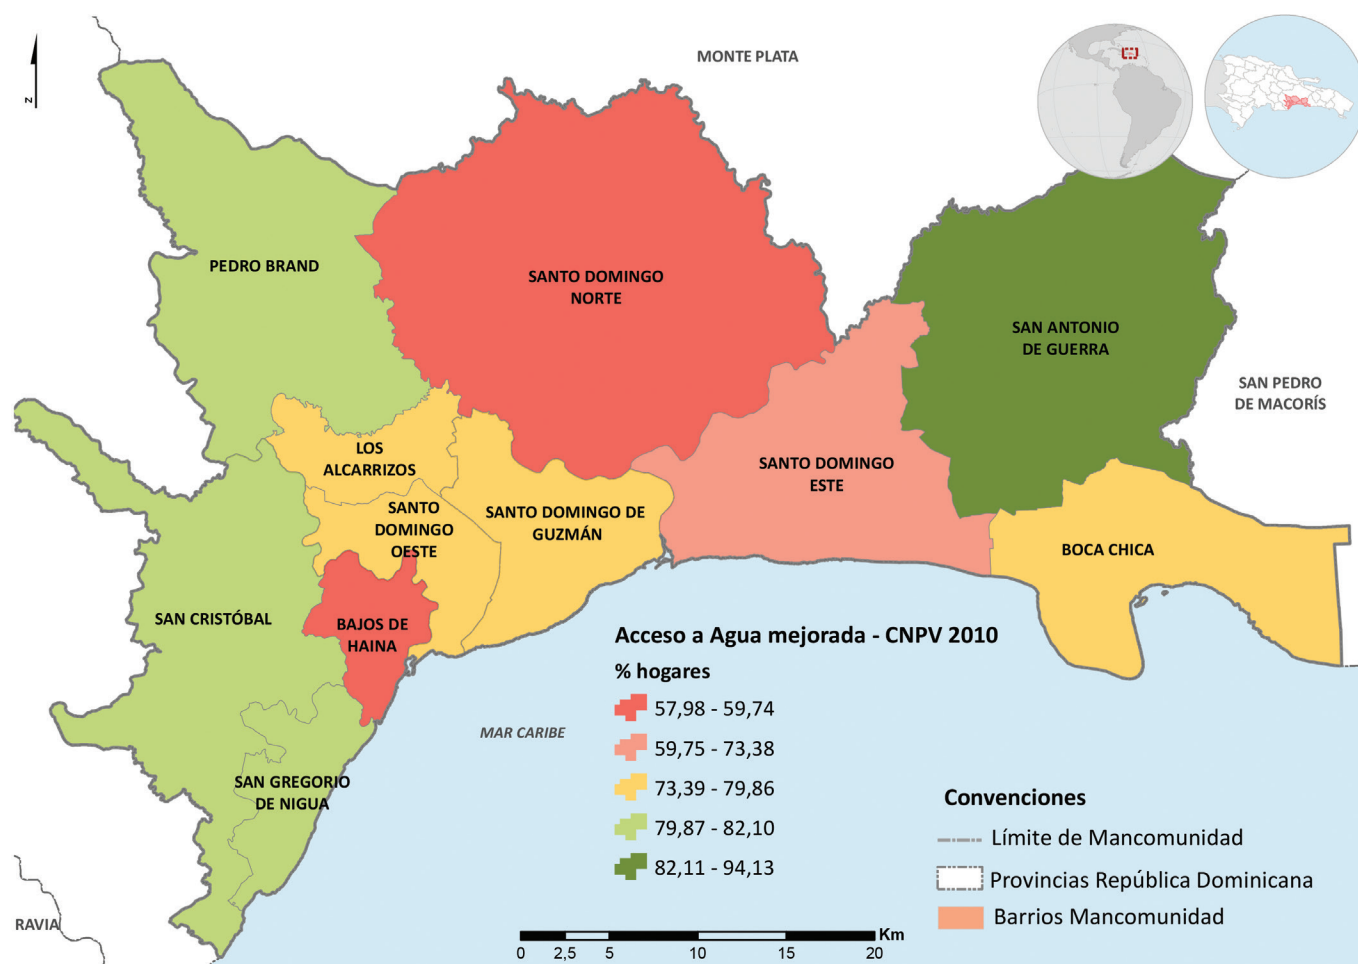 MONTE PLATA
z
PEDRO BRAND
SANTO DOMINGO
NORTE
SAN ANTONIO
DE GUERRA
SAN PEDRO
DE MACORÍS
LOS
ALCARRIZOS
SANTO DOMINGO
ESTE
SANTO
DOMINGO
OESTE
SANTO DOMINGO DE
GUZMÁN
BOCA CHICA
SAN CRISTÓBAL
BAJOS DE
HAINA
SAN GREGORIO
DE NIGUA
MAR CARIBE
RAVIA
Acceso a Agua mejorada - CNPV 2010
% hogares
57,98 - 59,74
59,75 - 73,38
73,39 - 79,86
79,87 - 82,10
82,11 - 94,13
Convenciones
Límite de Mancomunidad
Provincias República Dominicana
Barrios Mancomunidad
Km
0 2,5 5 10 15 20